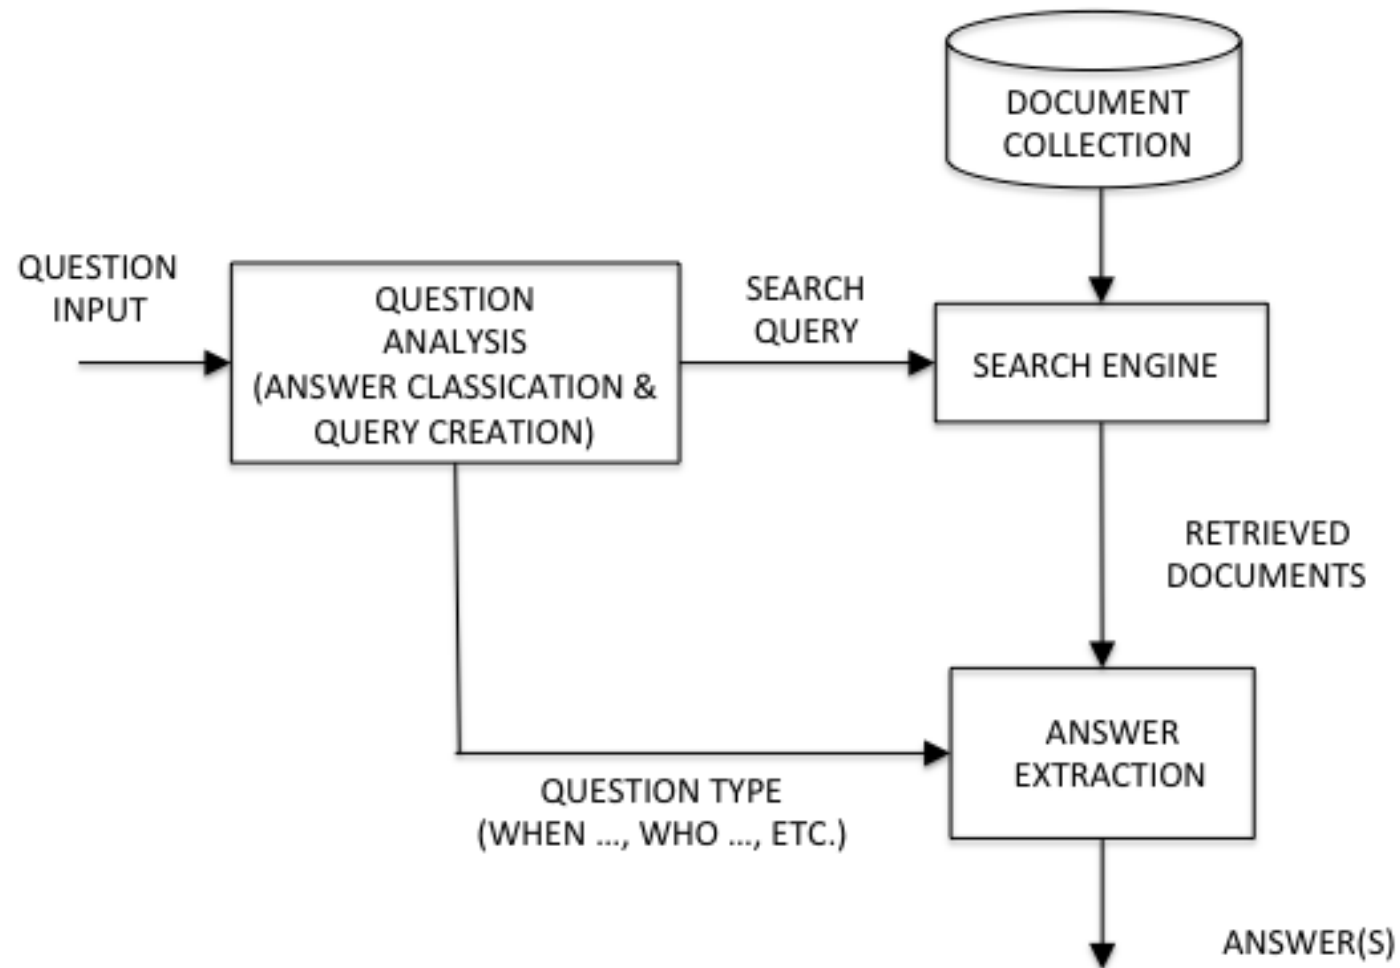 DOCUMENT
COLLECTION
QUESTION
INPUT
QUESTION
ANALYSIS
(ANSWER CLASSICATION &
QUERY CREATION)
SEARCH
QUERY
SEARCH ENGINE
RETRIEVED
DOCUMENTS
ANSWER
EXTRACTION
QUESTION TYPE
(WHEN ..., WHO ..., ETC.)
ANSWER(S)